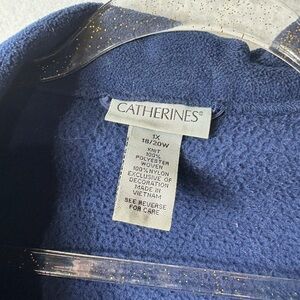 CATHERINES®
1X
18/20W
KNIT
100%
POLYESTER
WOVEN
100% NYLON
EXCLUSIVE OF
DECORATION
MADE IN
VIETNAM
SEE REVERSE
FOR CARE